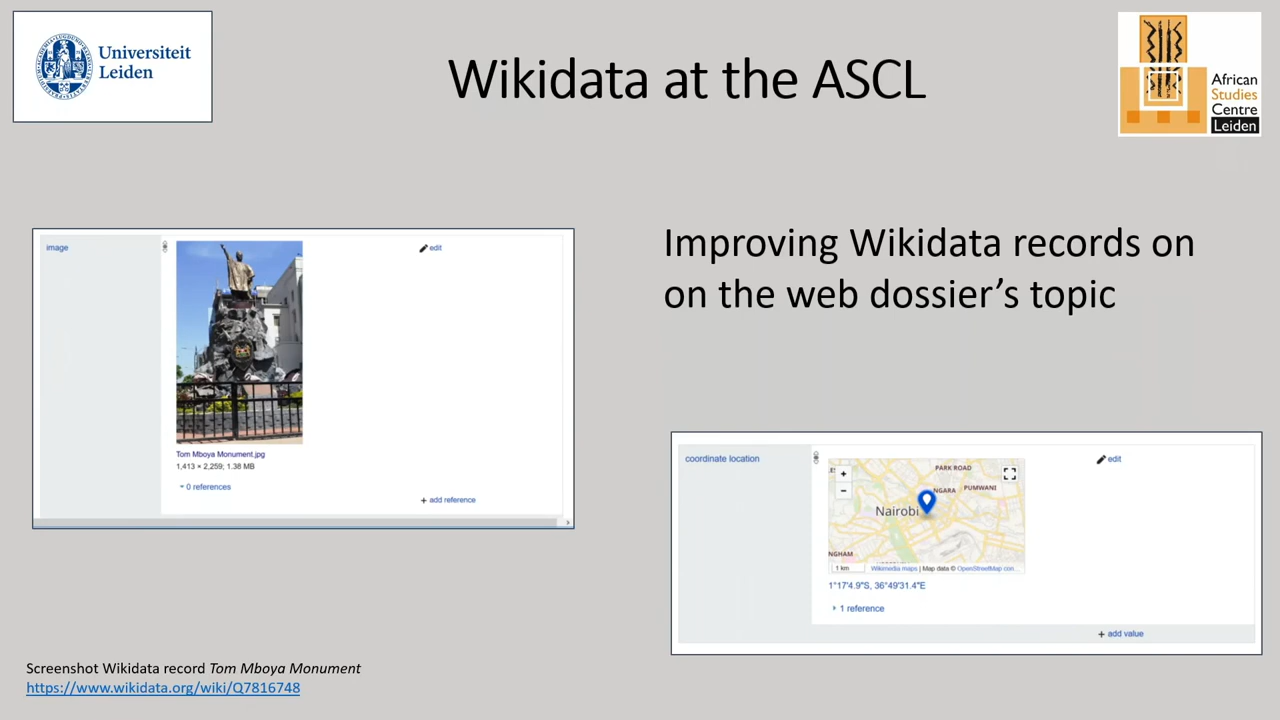 Universiteit
Leiden
Wikidata at the ASCL
African
Studies
Centre
Leiden
image
edit
Tom Mboya Monument.jpg
1,413 × 2,259; 1.38 MB
0 references
+ add reference
Improving Wikidata records on
on the web dossier’s topic
coordinate location
edit
PARK ROAD
NGARA
PUMWANI
Nairobi
NGHAM
1 km
Wikimedia maps | Map data © OpenStreetMap con...
1°17'4.9"S, 36°49'31.4"E
1 reference
+ add value
Screenshot Wikidata record Tom Mboya Monument
https://www.wikidata.org/wiki/Q7816748